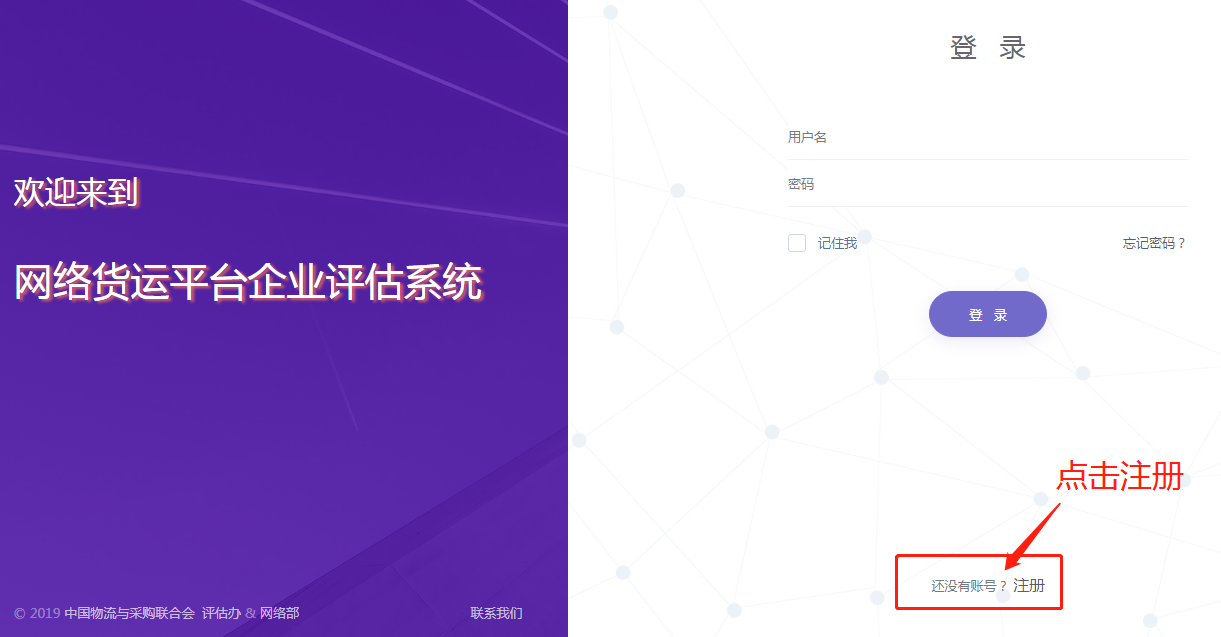 欢迎来到
网络货运平台企业评估系统
© 2019 中国物流与采购联合会 评估办 & 网络部
联系我们
登 录
用户名
密码
记住我
忘记密码？
登 录
点击注册
还没有账号？注册